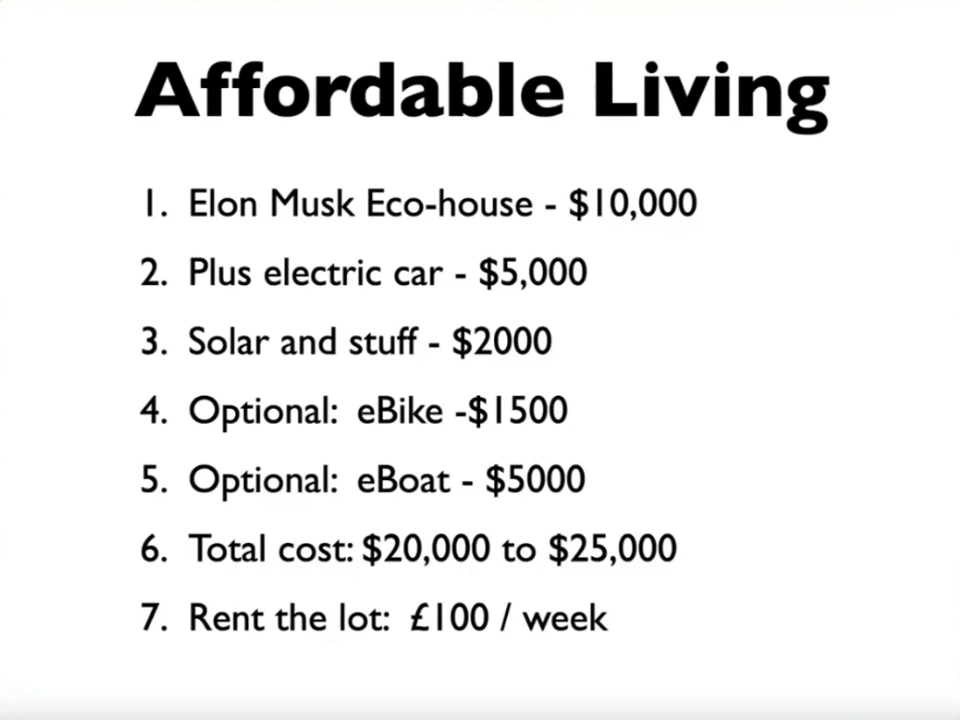 Affordable Living
1. Elon Musk Eco-house - $10,000
2. Plus electric car - $5,000
3. Solar and stuff - $2000
4. Optional: eBike -$1500
5. Optional: eBoat - $5000
6. Total cost: $20,000 to $25,000
7. Rent the lot: £100 / week